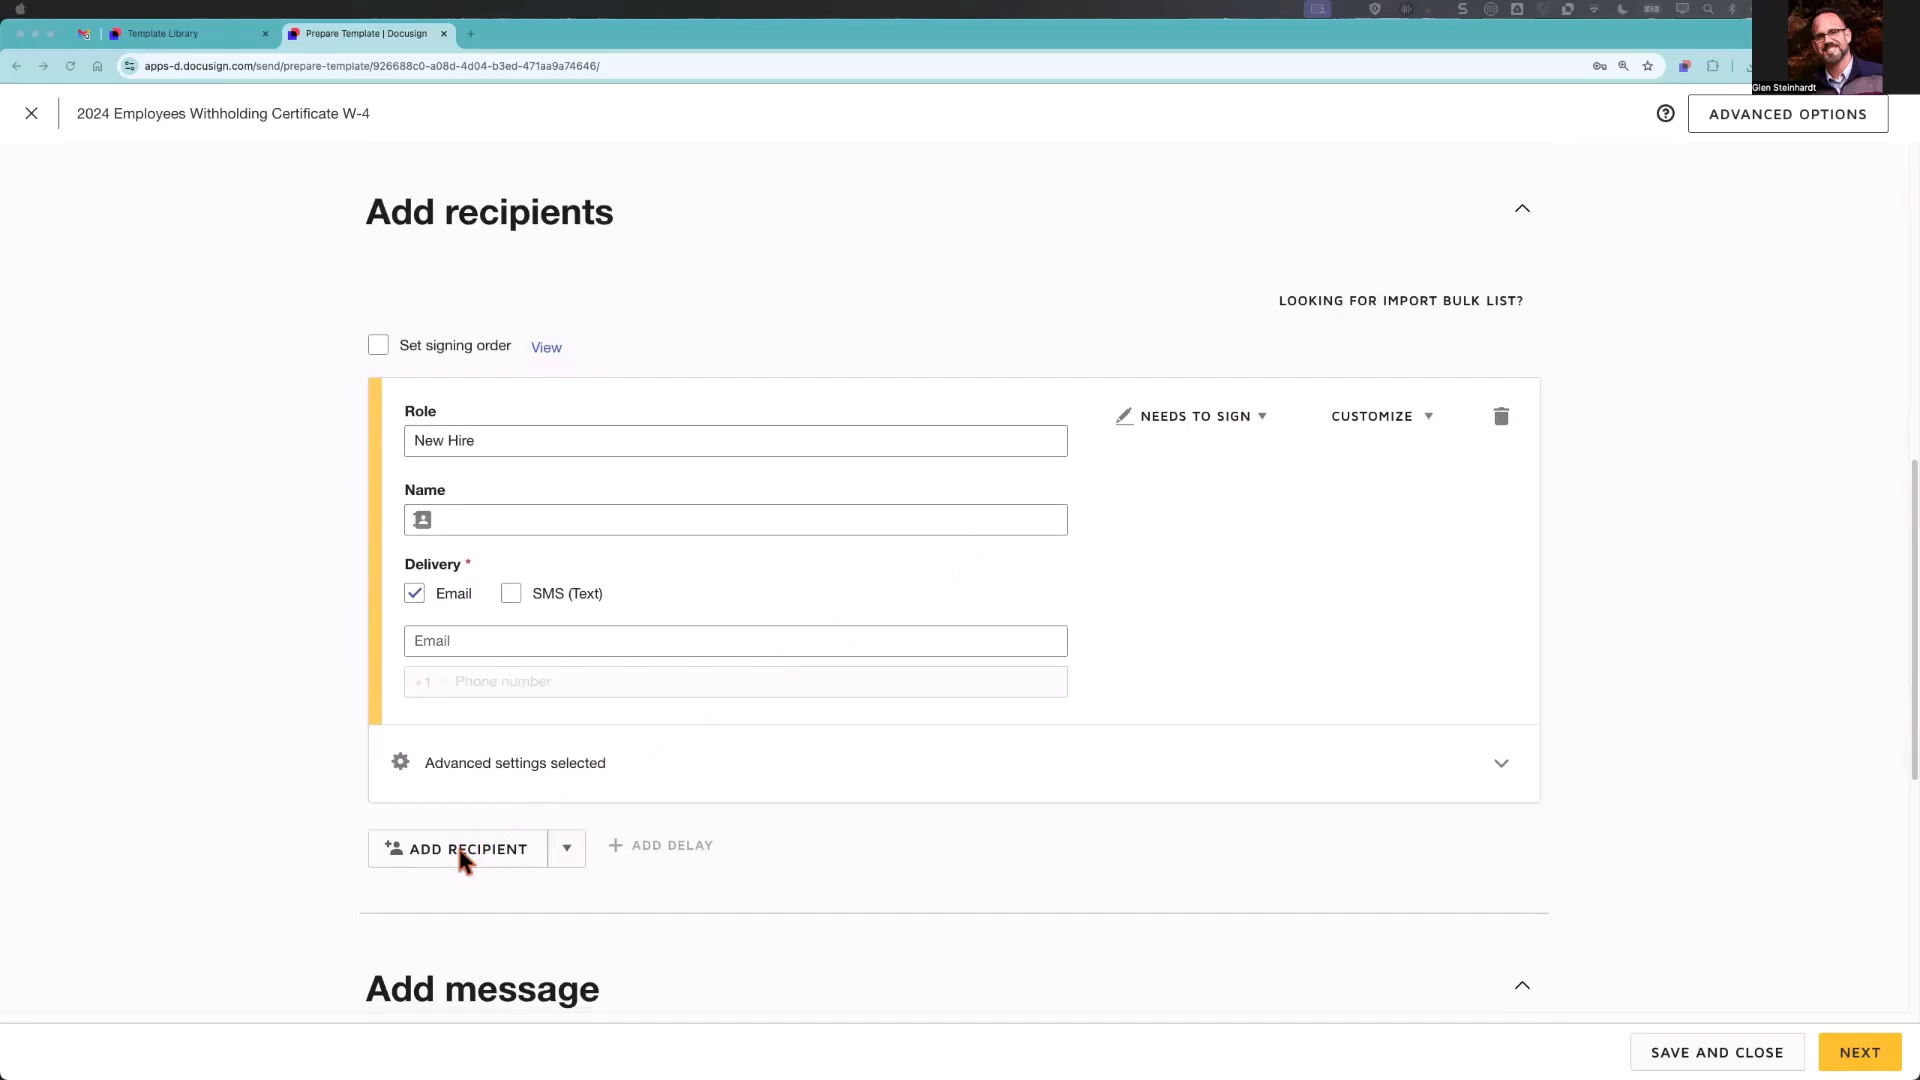 Template Library
Prepare Template | Docusign
apps-d.docusign.com/send/prepare-template/926688c0-a08d-4d04-b3ed-471aa9a74646/
Glen Steinhardt
2024 Employees Withholding Certificate W-4
ADVANCED OPTIONS
Add recipients
LOOKING FOR IMPORT BULK LIST?
Set signing order View
Role
NEEDS TO SIGN
CUSTOMIZE
New Hire
Name
Delivery *
Email
SMS (Text)
Email
+1 Phone number
Advanced settings selected
ADD RECIPIENT
ADD DELAY
Add message
SAVE AND CLOSE
NEXT